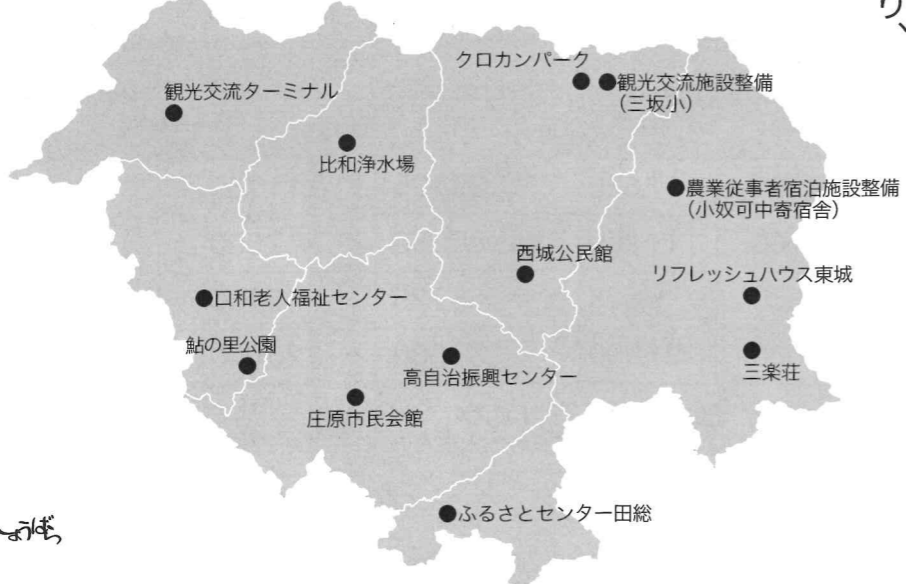 り、
クロカンパーク
観光交流施設整備
（三坂小）
観光交流ターミナル
比和浄水場
農業従事者宿泊施設整備
（小奴可中寄宿舎）
西城公民館
リフレッシュハウス東城
口和老人福祉センター
鮎の里公園
高自治振興センター
三楽荘
庄原市民会館
ふるさとセンター田総
ょうばら